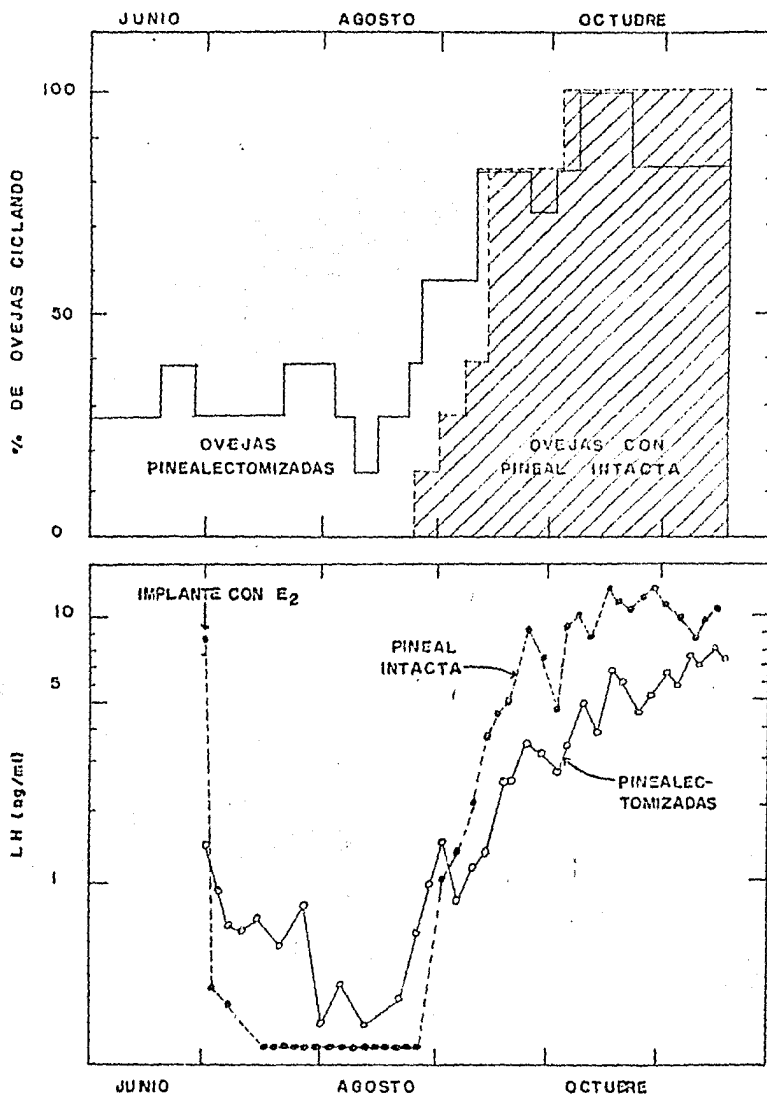 JUNIO AGOSTO OCTUBRE
100
50
0
% DE OVEJAS CICLANDO
OVEJAS
PINEALECTOMIZADAS
OVEJAS CON
PINEAL INTACTA
IMPLANTE CON E₂
10
5
1
LH (ng/ml)
PINEAL
INTACTA
PINEALEC-
TOMIZADAS
JUNIO AGOSTO OCTUBRE